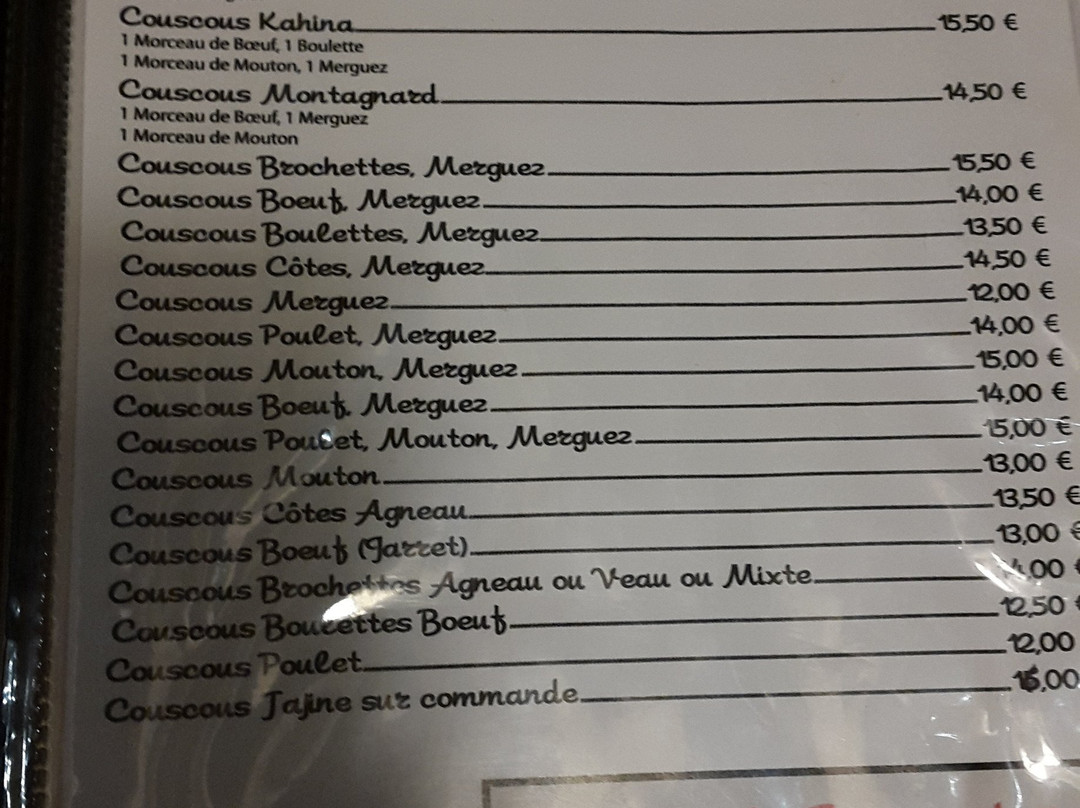 Couscous Kahina 15,50 €
1 Morceau de Bœuf, 1 Boulette
1 Morceau de Mouton, 1 Merguez
Couscous Montagnard 14,50 €
1 Morceau de Bœuf, 1 Merguez
1 Morceau de Mouton
Couscous Brochettes, Merguez 15,50 €
Couscous Boeuf, Merguez 14,00 €
Couscous Boulettes, Merguez 13,50 €
Couscous Côtes, Merguez 14,50 €
Couscous Merguez 12,00 €
Couscous Poulet, Merguez 14,00 €
Couscous Mouton, Merguez 15,00 €
Couscous Boeuf, Merguez 14,00 €
Couscous Poulet, Mouton, Merguez 15,00 €
Couscous Mouton 13,00 €
Couscous Côtes Agneau 13,50 €
Couscous Boeuf (Jarret) 13,00 €
Couscous Brochettes Agneau ou Veau ou Mixte
Couscous Boulettes Boeuf 12,50 €
Couscous Poulet 12,00
Couscous Tajine sur commande